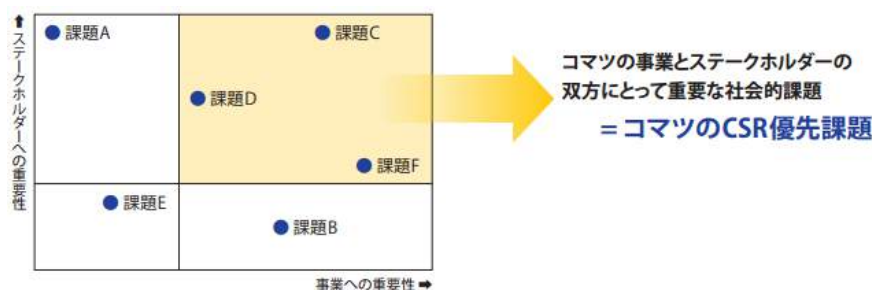 ⬆ステークホルダーへの重要性
課題A
課題C
課題D
課題F
課題E
課題B
事業への重要性➡
コマツの事業とステークホルダーの
双方にとって重要な社会的課題
=コマツのCSR優先課題